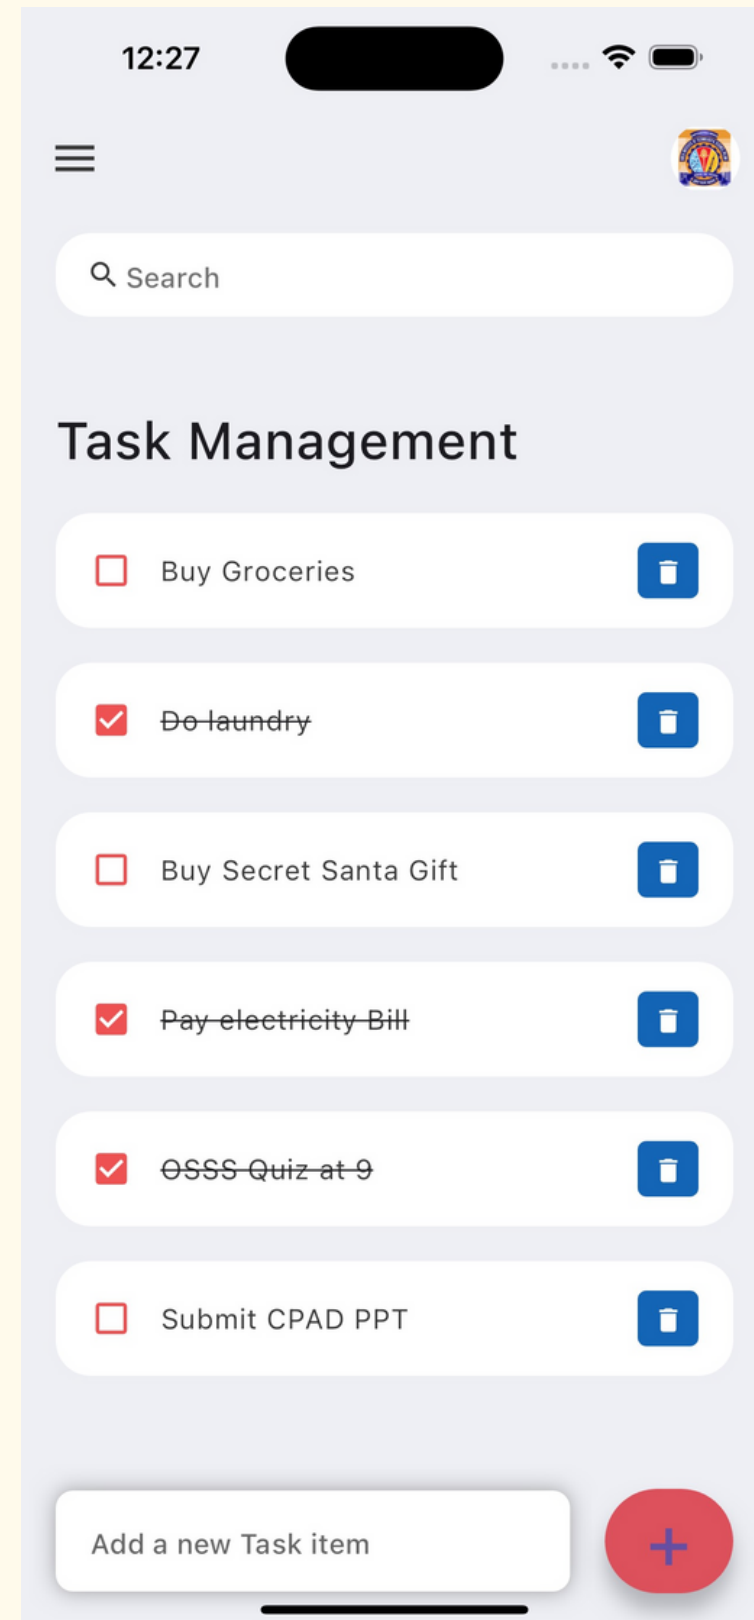 12:27
Search
Task Management
Buy Groceries
Do laundry
Buy Secret Santa Gift
Pay electricity Bill
OSSS Quiz at 9
Submit CPAD PPT
Add a new Task item